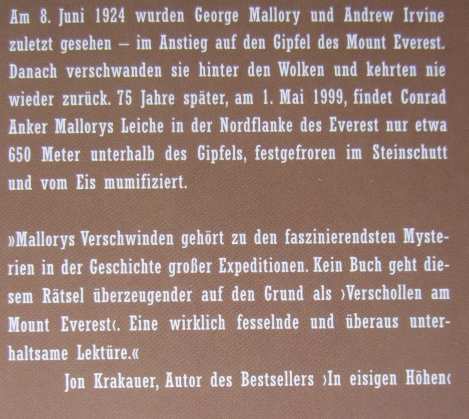 Am 8. Juni 1924 wurden George Mallory und Andrew Irvine
zuletzt gesehen – im Anstieg auf den Gipfel des Mount Everest.
Danach verschwanden sie hinter den Wolken und kehrten nie
wieder zurück. 75 Jahre später, am 1. Mai 1999, findet Conrad
Anker Mallorys Leiche in der Nordflanke des Everest nur etwa
650 Meter unterhalb des Gipfels, festgefroren im Steinschutt
und vom Eis mumifiziert.
»Mallorys Verschwinden gehört zu den faszinierendsten Myste-
rien in der Geschichte großer Expeditionen. Kein Buch geht die-
sem Rätsel überzeugender auf den Grund als ›Verschollen am
Mount Everest‹. Eine wirklich fesselnde und überaus unter-
haltsame Lektüre.«
Jon Krakauer, Autor des Bestsellers ›In eisigen Höhen‹